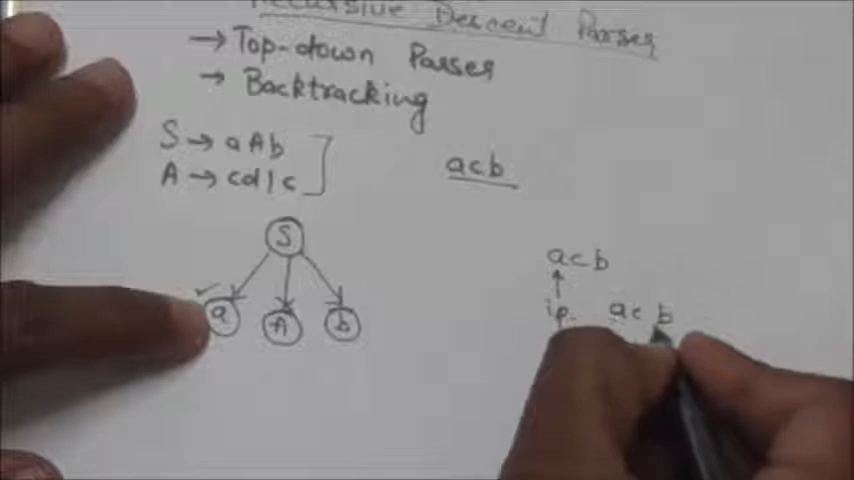 Recursive Descent Parser
→ Top-down Parser
→ Backtracking
S → aAb
A → cd | c
acb
S
a A b
acb
ip.
acb